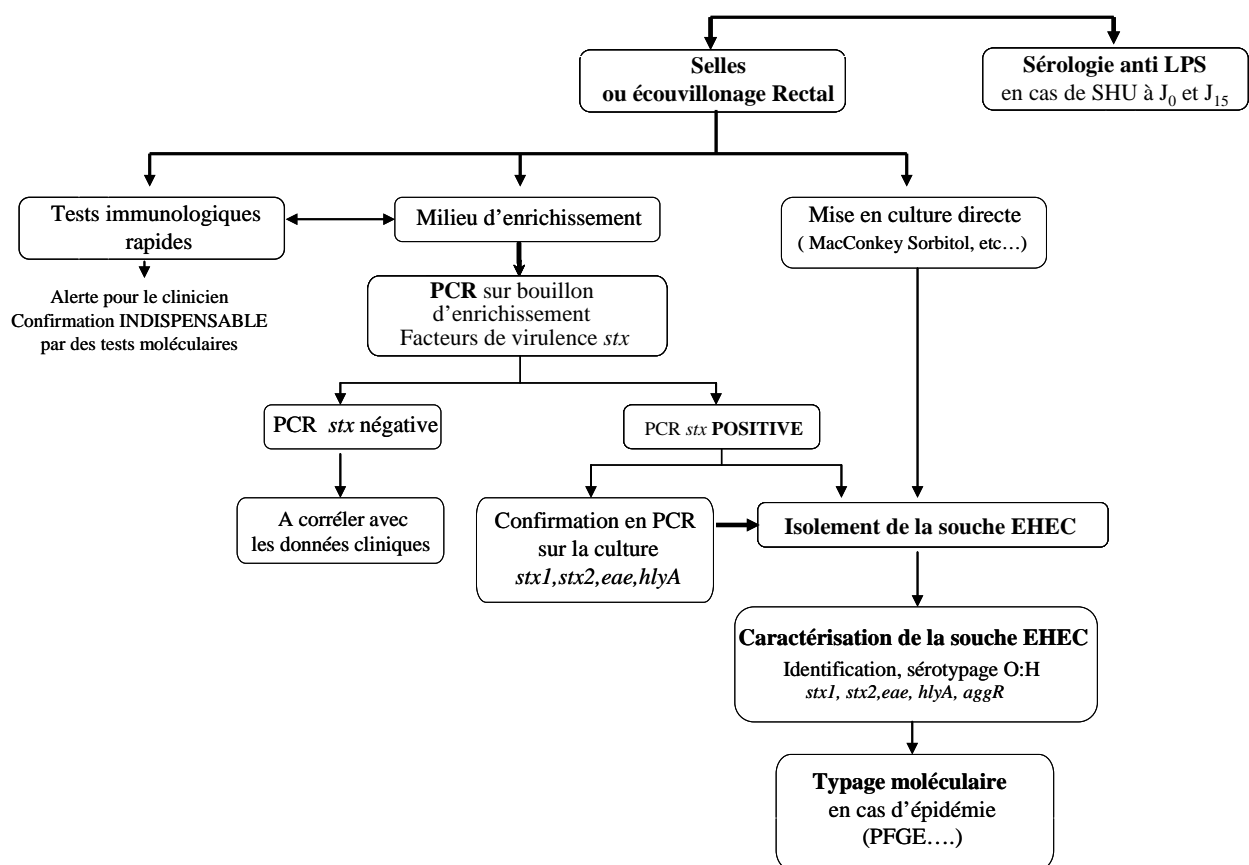 Selles
ou écouvillonage Rectal
Sérologie anti LPS
en cas de SHU à J0 et J15
Tests immunologiques
rapides
Milieu d'enrichissement
Mise en culture directe
( MacConkey Sorbitol, etc…)
Alerte pour le clinicien
Confirmation INDISPENSABLE
par des tests moléculaires
PCR sur bouillon
d'enrichissement
Facteurs de virulence stx
PCR stx négative
PCR stx POSITIVE
A corréler avec
les données cliniques
Confirmation en PCR
sur la culture
stx1,stx2,eae,hlyA
Isolement de la souche EHEC
Caractérisation de la souche EHEC
Identification, sérotypage O:H
stx1, stx2,eae, hlyA, aggR
Typage moléculaire
en cas d'épidémie
(PFGE….)